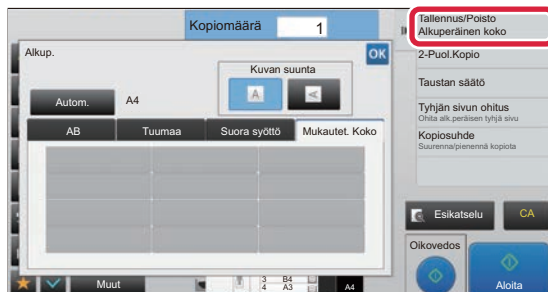 Kopiomäärä
1
Tallennus/Poisto
Alkuperäinen koko
Alkup.
OK
2-Puol.Kopio
Kuvan suunta
A
A
Taustan säätö
Autom.
A4
Tyhjän sivun ohitus
Ohita alk.peräisen tyhjä sivu
AB
Tuumaa
Suora syöttö
Mukautet. Koko
Kopiosuhde
Suurenna/pienennä kopiota
Esikatselu
CA
Oikovedos
Muut
3 B4
4 A3
A4
Aloita